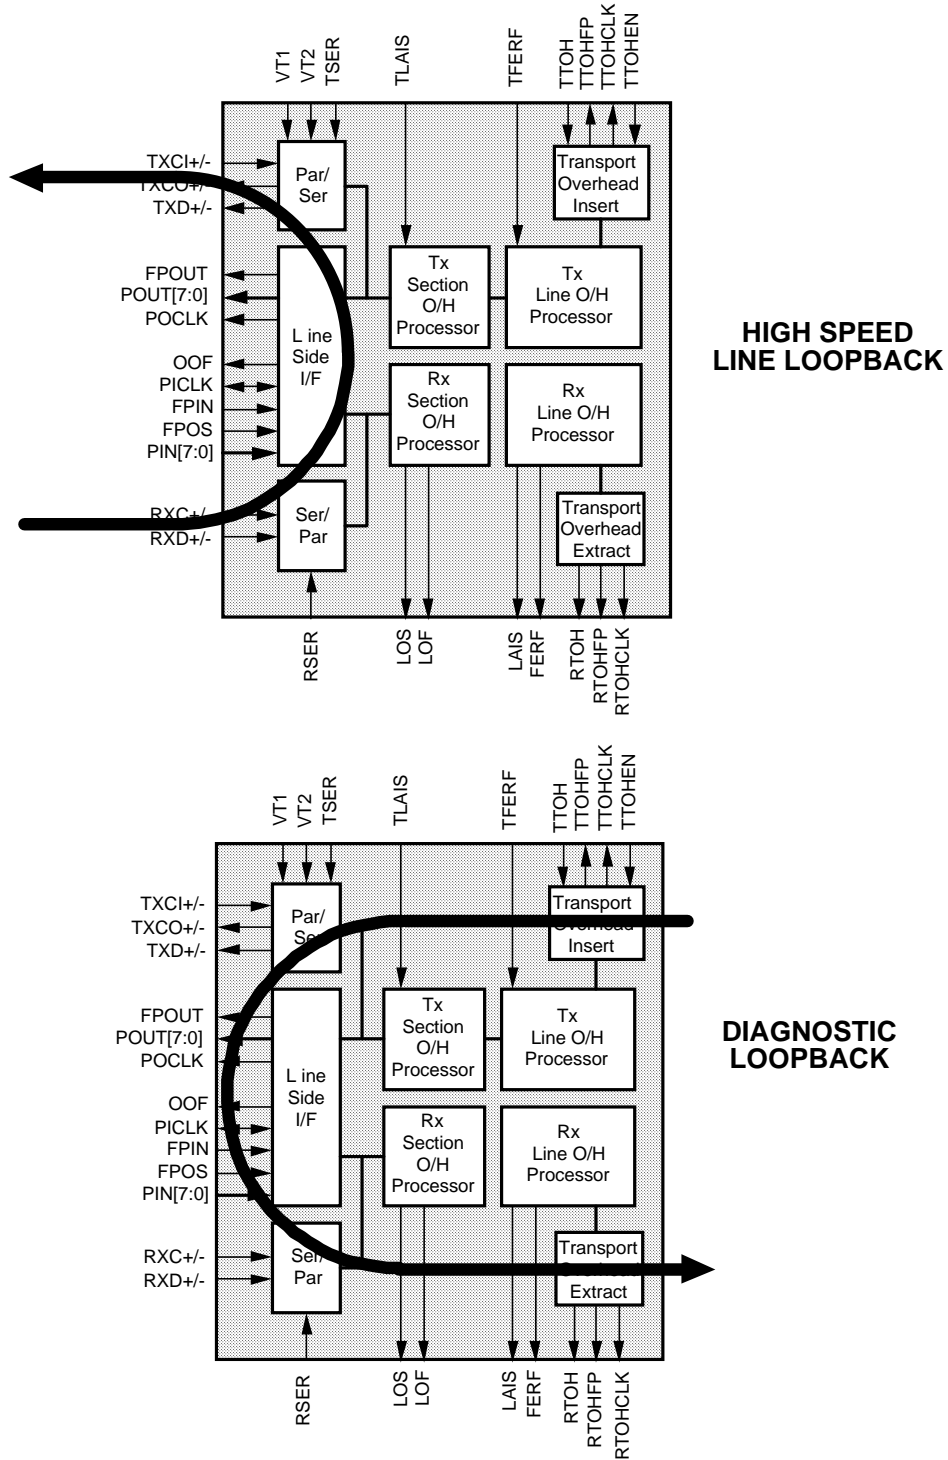 VT1
VT2
TSER
TLAIS
TFERF
TTOH
TTOHFP
TTOHCLK
TTOHEN
TXCI+/-
TXCO+/-
TXD+/-
Par/
Ser
Transport
Overhead
Insert
FPOUT
POUT[7:0]
POCLK
OOF
PICLK
FPIN
FPOS
PIN[7:0]
L ine
Side
I/F
Tx
Section
O/H
Processor
Tx
Line O/H
Processor
Rx
Section
O/H
Processor
Rx
Line O/H
Processor
HIGH SPEED
LINE LOOPBACK
RXC+/-
RXD+/-
Ser/
Par
Transport
Overhead
Extract
RSER
LOS
LOF
LAIS
FERF
RTOH
RTOHFP
RTOHCLK
VT1
VT2
TSER
TLAIS
TFERF
TTOH
TTOHFP
TTOHCLK
TTOHEN
TXCI+/-
TXCO+/-
TXD+/-
Par/
Ser
Transport
Overhead
Insert
FPOUT
POUT[7:0]
POCLK
OOF
PICLK
FPIN
FPOS
PIN[7:0]
L ine
Side
I/F
Tx
Section
O/H
Processor
Tx
Line O/H
Processor
Rx
Section
O/H
Processor
Rx
Line O/H
Processor
DIAGNOSTIC
LOOPBACK
RXC+/-
RXD+/-
Ser/
Par
Transport
Overhead
Extract
RSER
LOS
LOF
LAIS
FERF
RTOH
RTOHFP
RTOHCLK